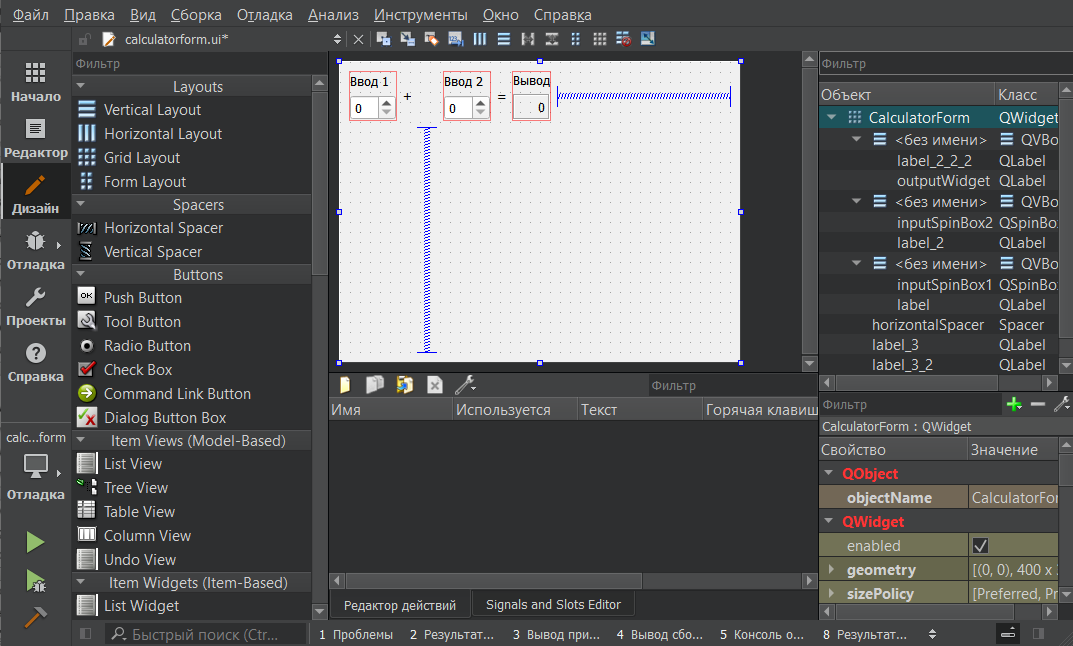 Файл Правка Вид Сборка Отладка Анализ Инструменты Окно Справка
calculatorform.ui*
Начало
Редактор
Дизайн
Отладка
Проекты
Справка
calc...form
Отладка
Фильтр
Layouts
Vertical Layout
Horizontal Layout
Grid Layout
Form Layout
Spacers
Horizontal Spacer
Vertical Spacer
Buttons
OK Push Button
Tool Button
Radio Button
Check Box
Command Link Button
Dialog Button Box
Item Views (Model-Based)
List View
Tree View
Table View
Column View
Undo View
Item Widgets (Item-Based)
List Widget
Ввод 1 Ввод 2 Вывод
0 + 0 = 0
Фильтр
Имя Используется Текст Горячая клавиш
Редактор действий Signals and Slots Editor
Фильтр
Объект Класс
CalculatorForm QWidget
<без имени> QVBo
label_2_2_2 QLabel
outputWidget QLabel
<без имени> QVBo
inputSpinBox2 QSpinBo
label_2 QLabel
<без имени> QVBo
inputSpinBox1 QSpinBo
label QLabel
horizontalSpacer Spacer
label_3 QLabel
label_3_2 QLabel
Фильтр
CalculatorForm : QWidget
Свойство Значение
QObject
objectName CalculatorFor
QWidget
enabled
geometry [(0, 0), 400 x
sizePolicy [Preferred, Pr
Быстрый поиск (Ctr... 1 Проблемы 2 Результат... 3 Вывод при... 4 Вывод сбо... 5 Консоль о... 8 Результат...